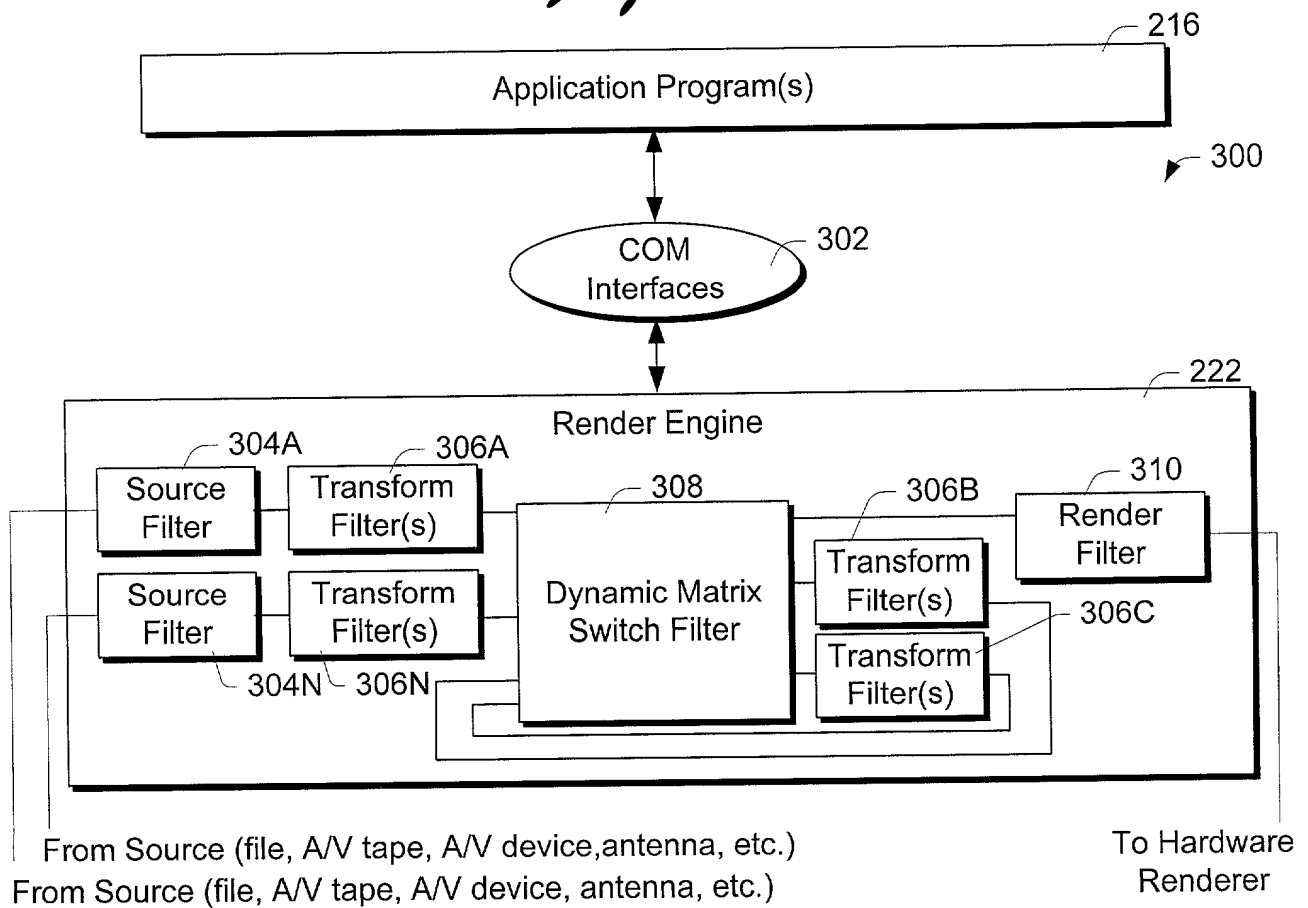 216
Application Program(s)
300
COM
Interfaces
302
222
Render Engine
304A
306A
308
306B
310
Source
Filter
Transform
Filter(s)
Render
Filter
Transform
Filter(s)
Source
Filter
Transform
Filter(s)
Dynamic Matrix
Switch Filter
306C
Transform
Filter(s)
304N
306N
From Source (file, A/V tape, A/V device,antenna, etc.)
From Source (file, A/V tape, A/V device, antenna, etc.)
To Hardware
Renderer